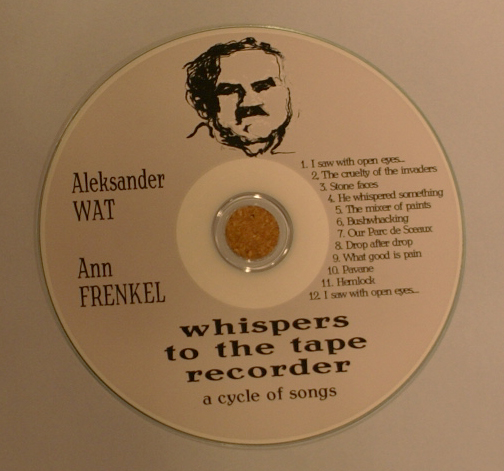 Aleksander
WAT
Ann
FRENKEL
1. I saw with open eyes...
2. The cruelty of the invaders
3. Stone faces
4. He whispered something
5. The mixer of paints
6. Bushwhacking
7. Our Parc de Sceaux
8. Drop after drop
9. What good is pain
10. Pavane
11. Hemlock
12. I saw with open eyes...
whispers
to the tape
recorder
a cycle of songs